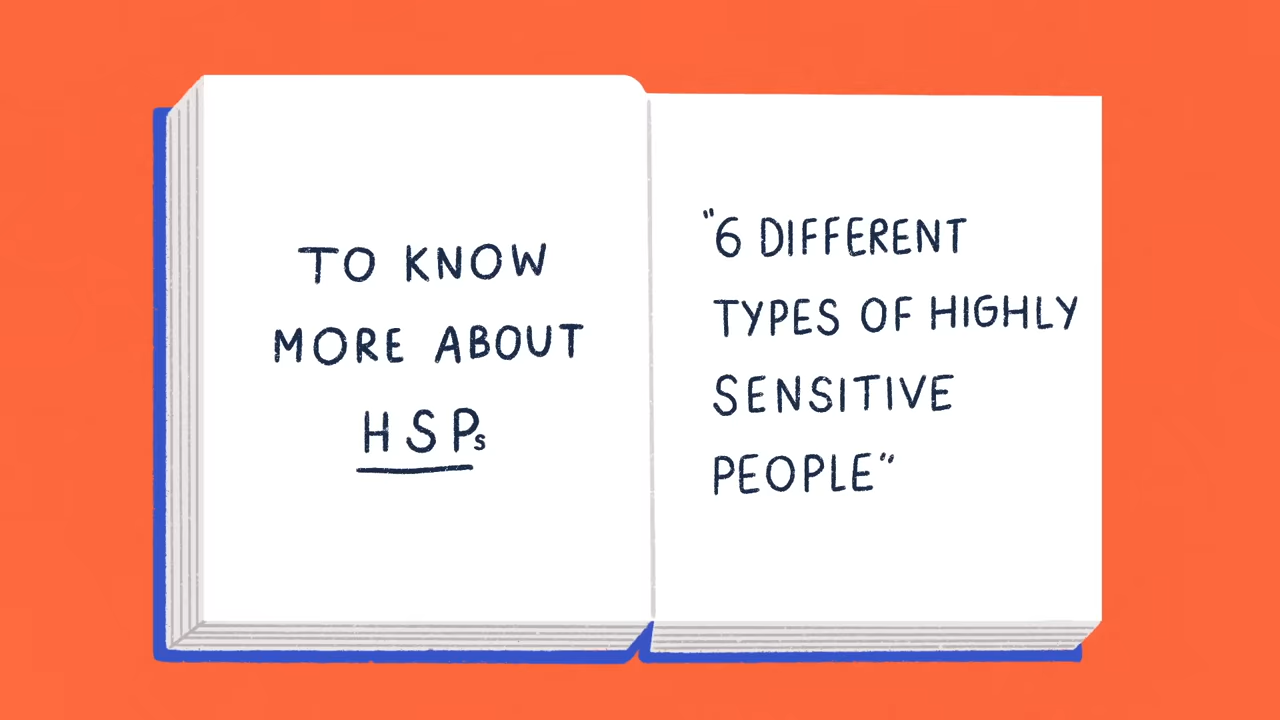 TO KNOW
MORE ABOUT
HSPs
"6 DIFFERENT
TYPES OF HIGHLY
SENSITIVE
PEOPLE"